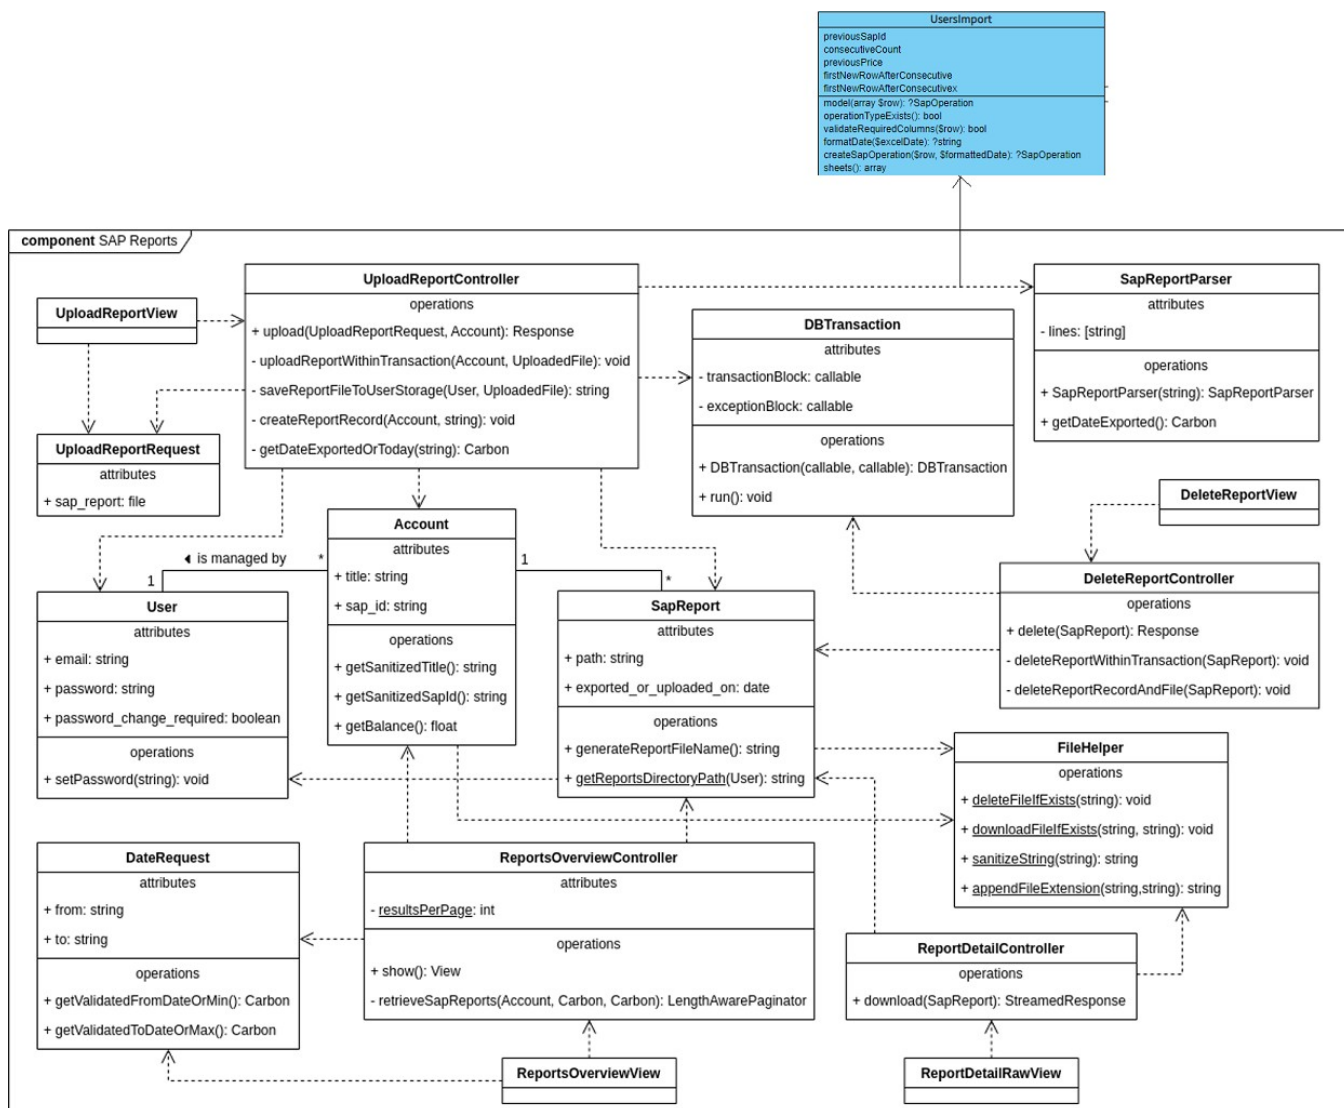 UsersImport
previousSapId
consecutiveCount
previousPrice
firstNewRowAfterConsecutive
firstNewRowAfterConsecutivex
model(array $row): ?SapOperation
operationTypeExists(): bool
validateRequiredColumns($row): bool
formatDate($excelDate): ?string
createSapOperation($row, $formattedDate): ?SapOperation
sheets(): array
component SAP Reports
UploadReportView
UploadReportController
operations
+ upload(UploadReportRequest, Account): Response
- uploadReportWithinTransaction(Account, UploadedFile): void
- saveReportFileToUserStorage(User, UploadedFile): string
- createReportRecord(Account, string): void
- getDateExportedOrToday(string): Carbon
DBTransaction
attributes
- transactionBlock: callable
- exceptionBlock: callable
operations
+ DBTransaction(callable, callable): DBTransaction
+ run(): void
SapReportParser
attributes
- lines: [string]
operations
+ SapReportParser(string): SapReportParser
+ getDateExported(): Carbon
UploadReportRequest
attributes
+ sap_report: file
DeleteReportView
is managed by
*
1
1
*
Account
attributes
+ title: string
+ sap_id: string
operations
+ getSanitizedTitle(): string
+ getSanitizedSapId(): string
+ getBalance(): float
User
attributes
+ email: string
+ password: string
+ password_change_required: boolean
operations
+ setPassword(string): void
SapReport
attributes
+ path: string
+ exported_or_uploaded_on: date
operations
+ generateReportFileName(): string
+ getReportsDirectoryPath(User): string
DeleteReportController
operations
+ delete(SapReport): Response
- deleteReportWithinTransaction(SapReport): void
- deleteReportRecordAndFile(SapReport): void
FileHelper
operations
+ deleteFileIfExists(string): void
+ downloadFileIfExists(string, string): void
+ sanitizeString(string): string
+ appendFileExtension(string,string): string
DateRequest
attributes
+ from: string
+ to: string
operations
+ getValidatedFromDateOrMin(): Carbon
+ getValidatedToDateOrMax(): Carbon
ReportsOverviewController
attributes
- resultsPerPage: int
operations
+ show(): View
- retrieveSapReports(Account, Carbon, Carbon): LengthAwarePaginator
ReportDetailController
operations
+ download(SapReport): StreamedResponse
ReportsOverviewView
ReportDetailRawView